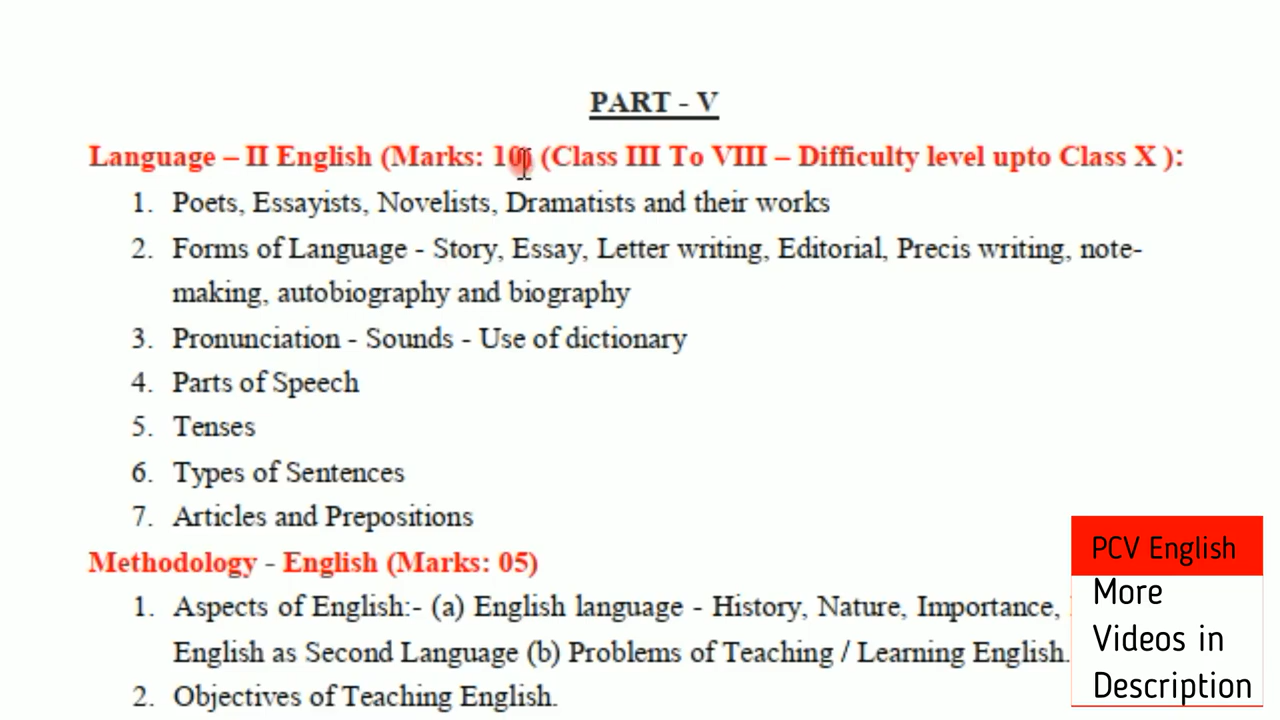 PART - V
Language – II English (Marks: 10) (Class III To VIII – Difficulty level upto Class X ):
1. Poets, Essayists, Novelists, Dramatists and their works
2. Forms of Language - Story, Essay, Letter writing, Editorial, Precis writing, note-
making, autobiography and biography
3. Pronunciation - Sounds - Use of dictionary
4. Parts of Speech
5. Tenses
6. Types of Sentences
7. Articles and Prepositions
Methodology - English (Marks: 05)
1. Aspects of English:- (a) English language - History, Nature, Importance,
English as Second Language (b) Problems of Teaching / Learning English.
2. Objectives of Teaching English.
PCV English
More
Videos in
Description